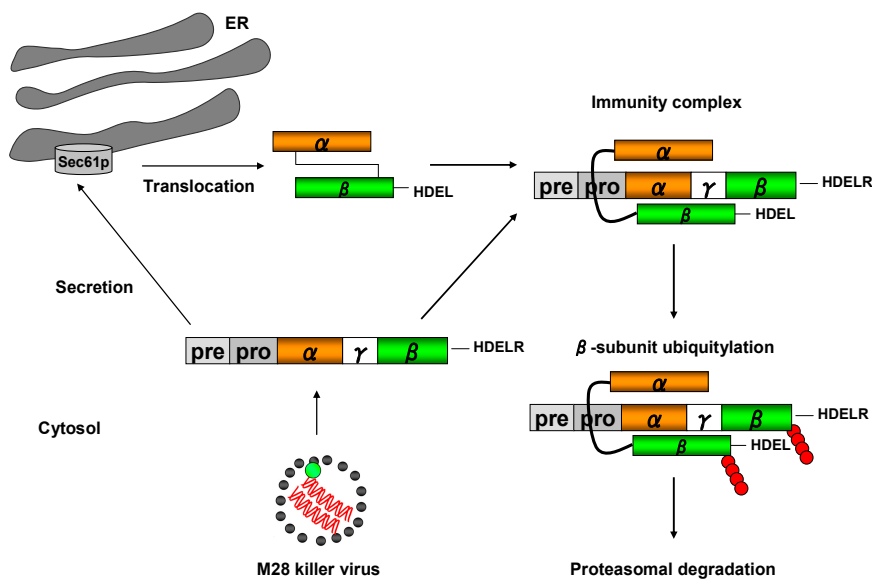 ER
Sec61p
Translocation
α
β
HDEL
Immunity complex
α
pre pro α γ β HDELR
β HDEL
Secretion
pre pro α γ β HDELR
β-subunit ubiquitylation
α
pre pro α γ β HDELR
β HDEL
Cytosol
M28 killer virus
Proteasomal degradation